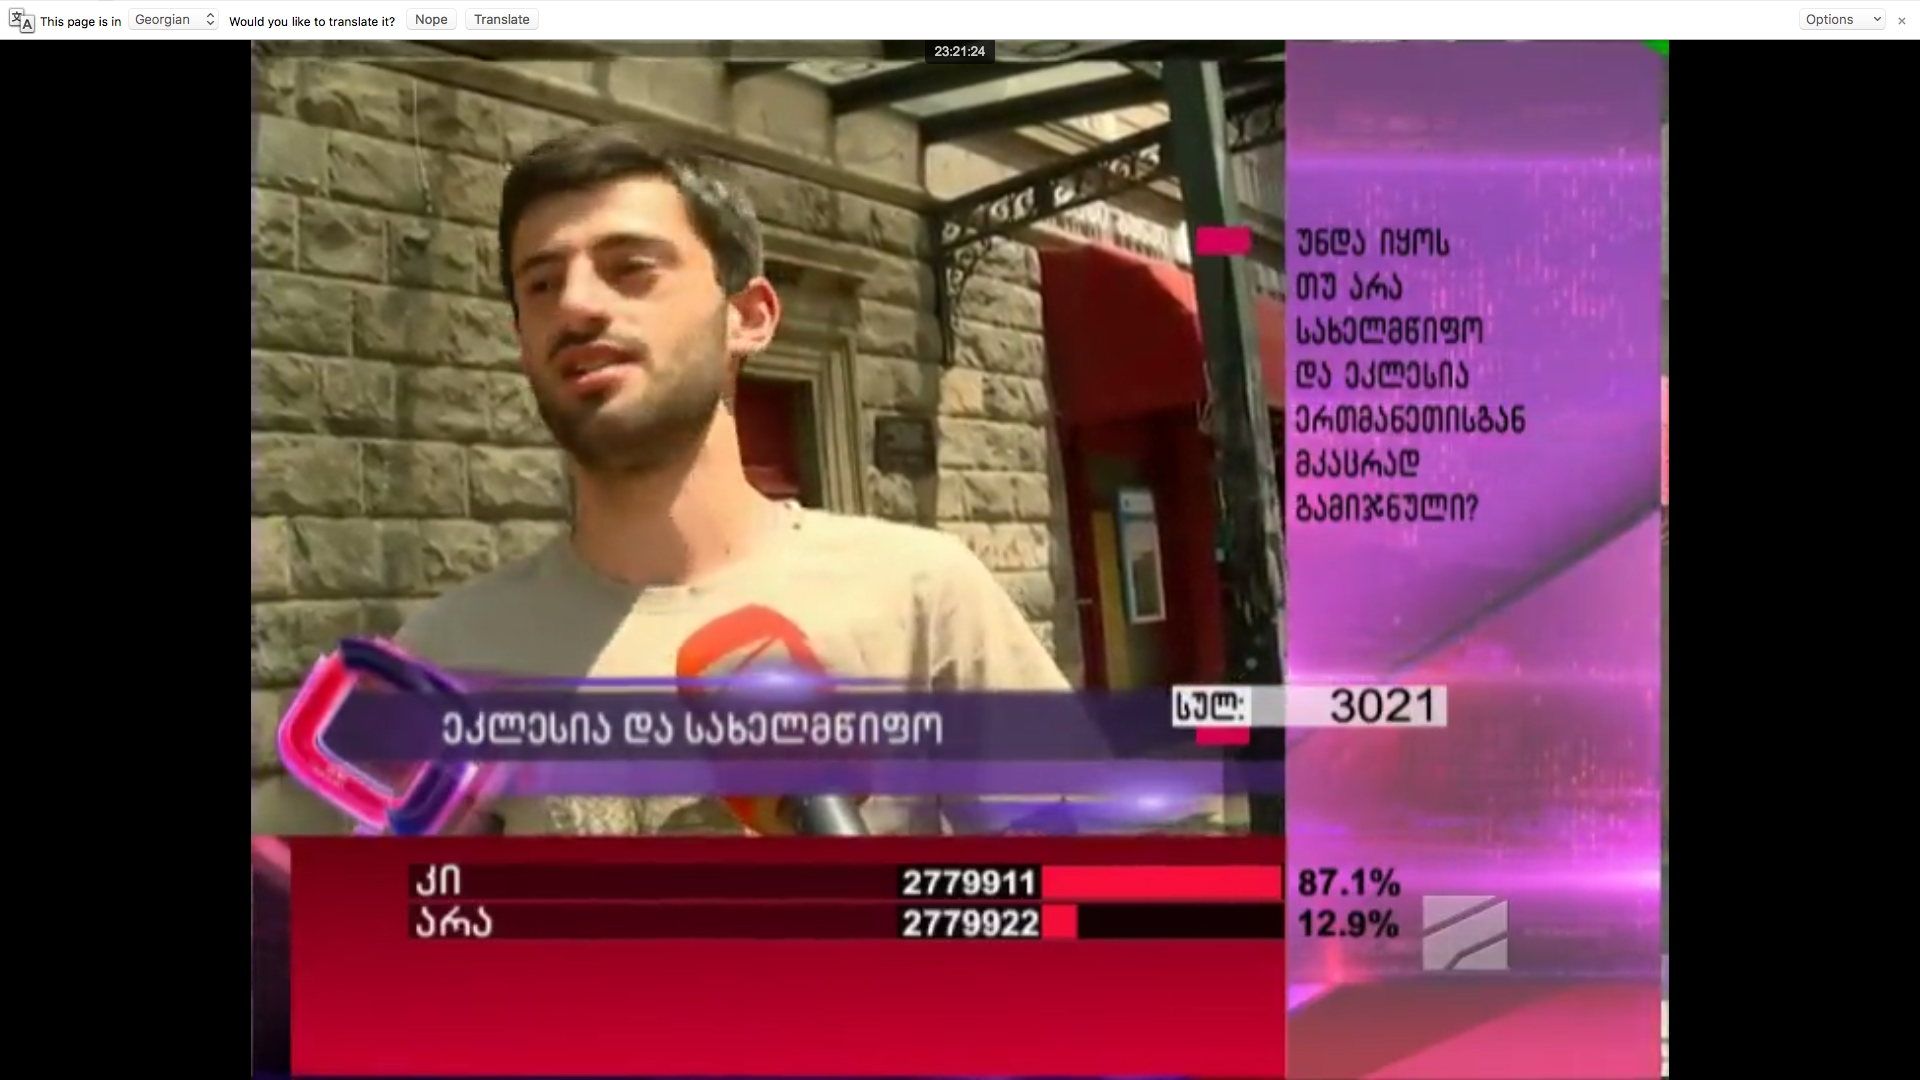 This page is in Georgian Would you like to translate it? Nope Translate Options ×
23:21:24
უნდა იყოს
თუ არა
სახელმწიფო
და ეკლესია
ერთმანეთისგან
მკაცრად
გამიჯნული?
ეკლესია და სახელმწიფო
სულ: 3021
კი 2779911 87.1%
არა 2779922 12.9%